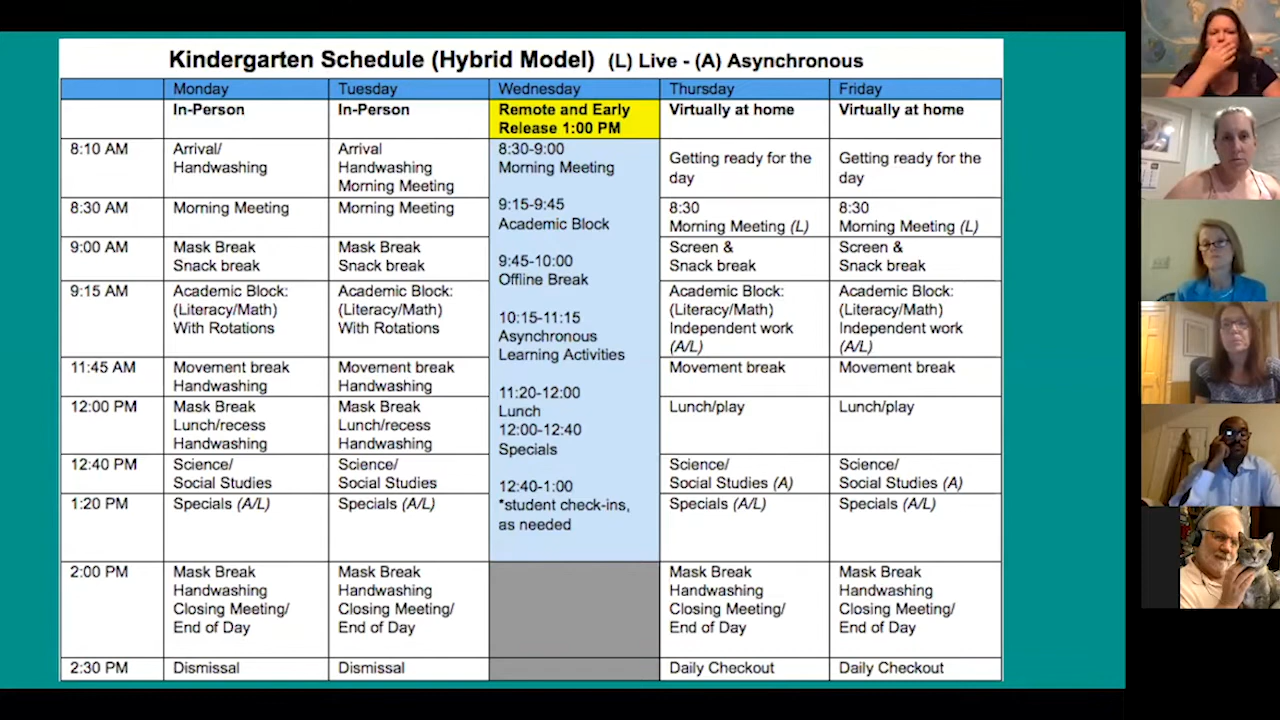 Kindergarten Schedule (Hybrid Model) (L) Live - (A) Asynchronous
Monday Tuesday Wednesday Thursday Friday
In-Person In-Person Remote and Early Virtually at home Virtually at home
Release 1:00 PM
8:10 AM
Arrival/
Handwashing
Arrival
Handwashing
Morning Meeting
8:30-9:00
Morning Meeting
9:15-9:45
Academic Block
9:45-10:00
Offline Break
10:15-11:15
Asynchronous
Learning Activities
11:20-12:00
Lunch
12:00-12:40
Specials
12:40-1:00
*student check-ins,
as needed
Getting ready for the
day
Getting ready for the
day
8:30 AM
Morning Meeting
Morning Meeting
8:30
Morning Meeting (L)
8:30
Morning Meeting (L)
9:00 AM
Mask Break
Snack break
Mask Break
Snack break
Screen &
Snack break
Screen &
Snack break
9:15 AM
Academic Block:
(Literacy/Math)
With Rotations
Academic Block:
(Literacy/Math)
With Rotations
Academic Block:
(Literacy/Math)
Independent work
(A/L)
Academic Block:
(Literacy/Math)
Independent work
(A/L)
11:45 AM
Movement break
Handwashing
Movement break
Handwashing
Movement break
Movement break
12:00 PM
Mask Break
Lunch/recess
Handwashing
Mask Break
Lunch/recess
Handwashing
Lunch/play
Lunch/play
12:40 PM
Science/
Social Studies
Science/
Social Studies
Science/
Social Studies (A)
Science/
Social Studies (A)
1:20 PM
Specials (A/L)
Specials (A/L)
Specials (A/L)
Specials (A/L)
2:00 PM
Mask Break
Handwashing
Closing Meeting/
End of Day
Mask Break
Handwashing
Closing Meeting/
End of Day
Mask Break
Handwashing
Closing Meeting/
End of Day
Mask Break
Handwashing
Closing Meeting/
End of Day
2:30 PM
Dismissal
Dismissal
Daily Checkout
Daily Checkout